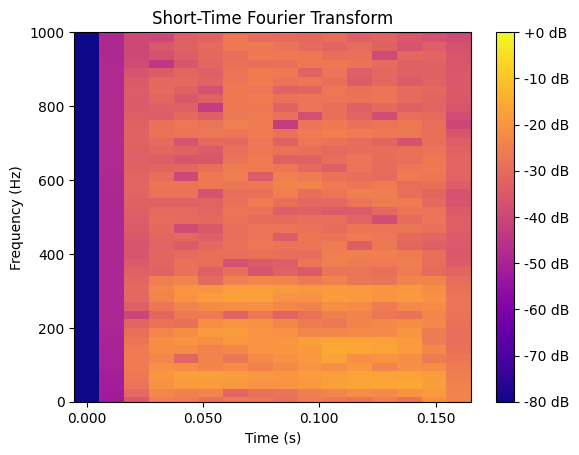 Short-Time Fourier Transform
1000
800
600
400
200
0
Frequency (Hz)
0.000
0.050
0.100
0.150
Time (s)
+0 dB
-10 dB
-20 dB
-30 dB
-40 dB
-50 dB
-60 dB
-70 dB
-80 dB